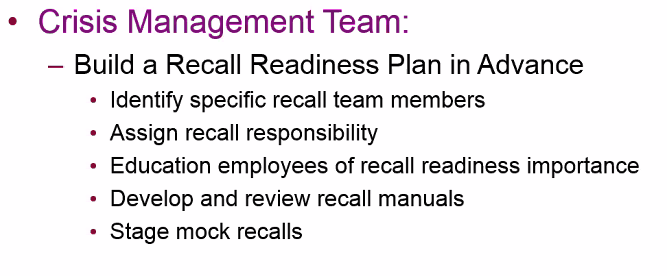 • Crisis Management Team:
– Build a Recall Readiness Plan in Advance
• Identify specific recall team members
• Assign recall responsibility
• Education employees of recall readiness importance
• Develop and review recall manuals
• Stage mock recalls